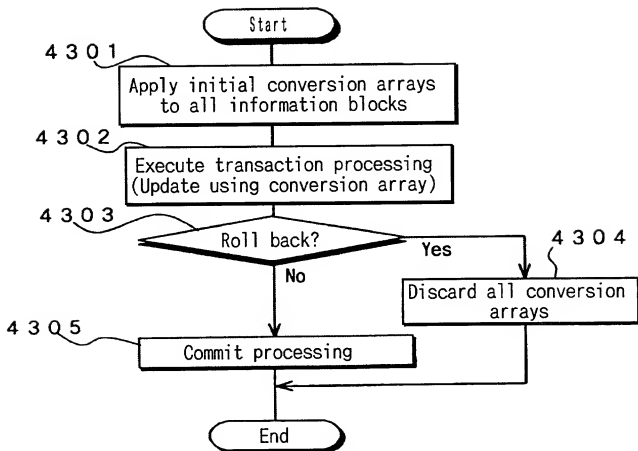 Start
4301
Apply initial conversion arrays
to all information blocks
4302
Execute transaction processing
(Update using conversion array)
4303
Roll back?
Yes
No
4304
Discard all conversion
arrays
4305
Commit processing
End